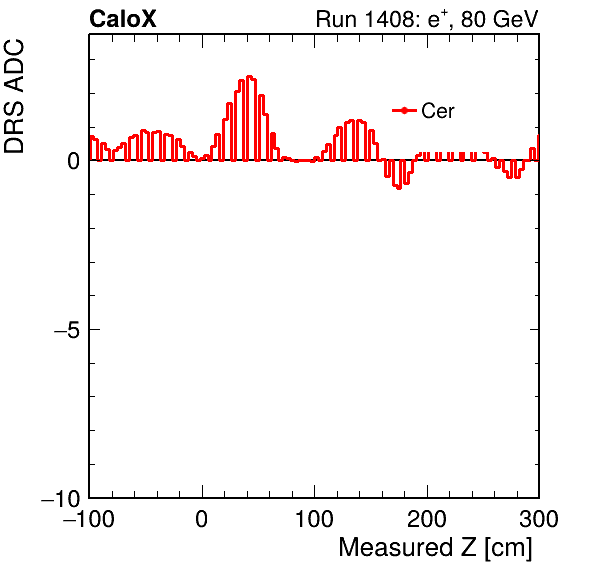 CaloX Run 1408: e⁺, 80 GeV
DRS ADC
Cer
0
−5
−10
−100 0 100 200 300
Measured Z [cm]